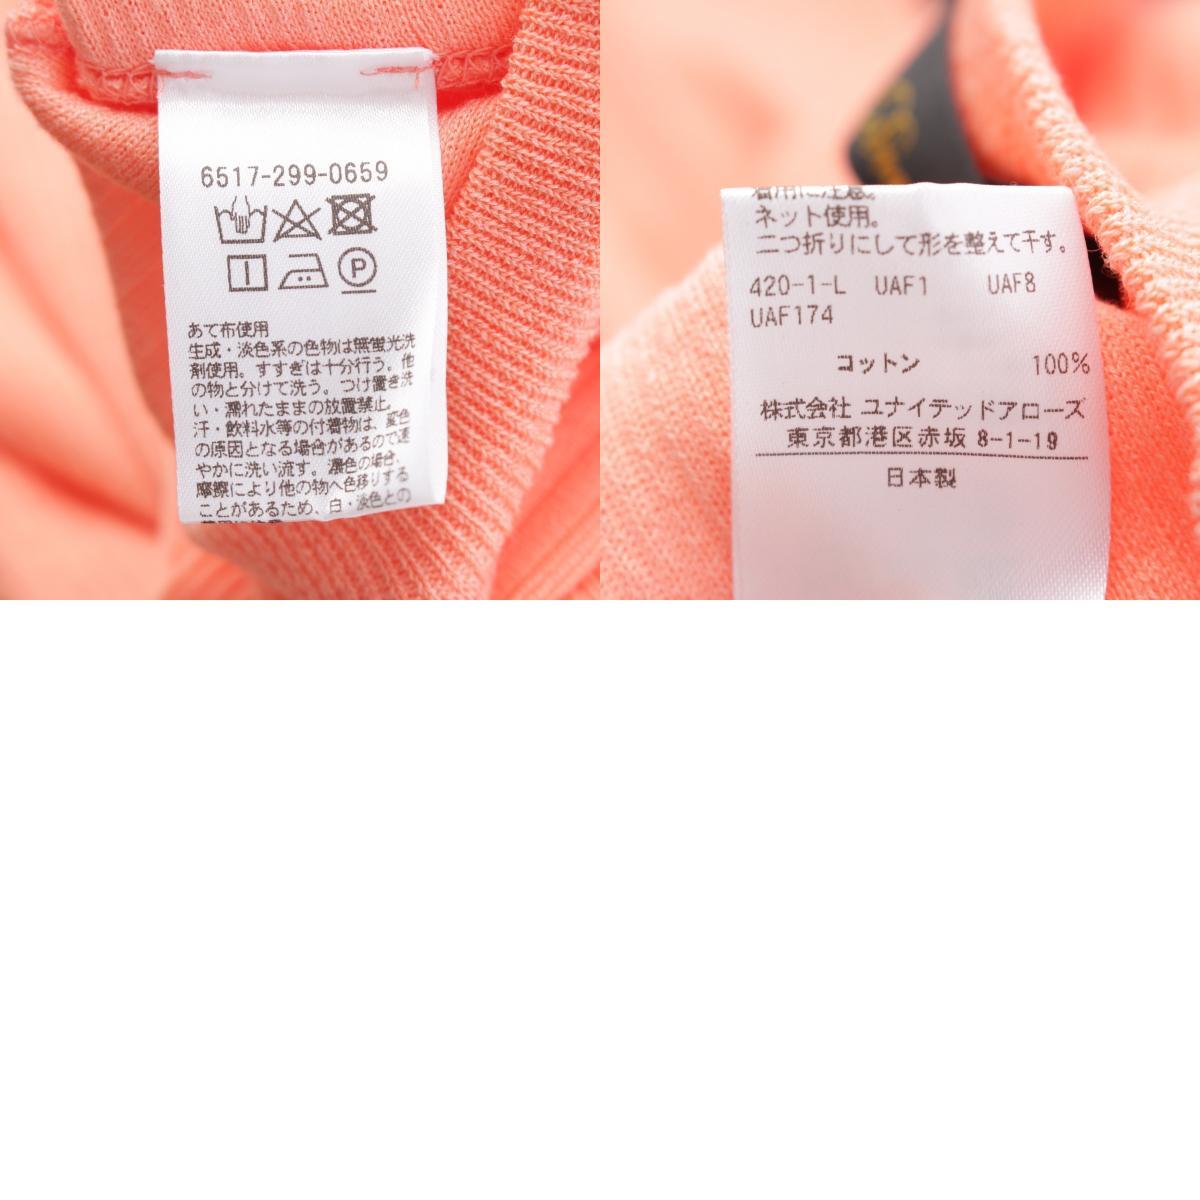 6517-299-0659
あて布使用
生成・淡色系の色物は無蛍光洗
剤使用。すすぎは十分行う。他
の物と分けて洗う。つけ置き洗
い・濡れたままの放置禁止。
汗・飲料水等の付着物は、変色
の原因となる場合があるので速
やかに洗い流す。濃色の場合、
摩擦により他の物へ色移りする
ことがあるため、白・淡色との
着用に注意。
ネット使用。
二つ折りにして形を整えて干す。
420-1-L UAF1 UAF8
UAF174
コットン 100%
株式会社 ユナイテッドアローズ
東京都港区赤坂 8-1-19
日本製